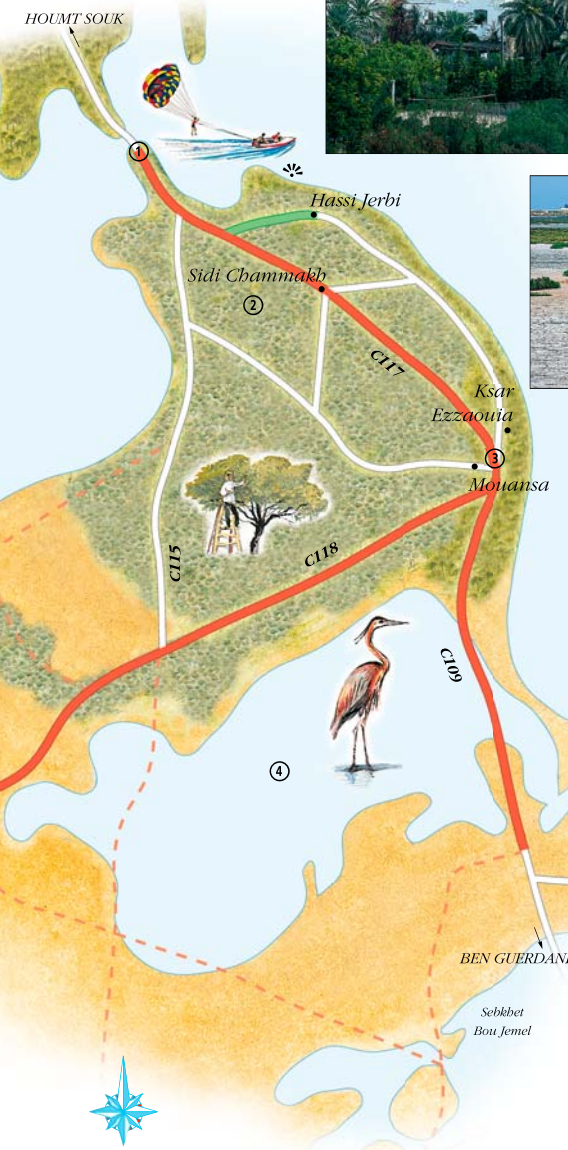 HOUMT SOUK
1
Hassi Jerbi
Sidi Chammakh
2
C117
Ksar
Ezzaouia
3
Mouansa
C118
C115
C109
4
BEN GUERDANE
Sebkhet
Bou Jemel